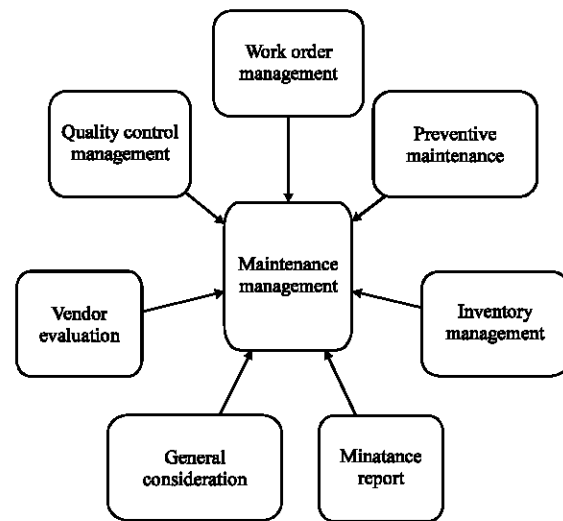 Work order
management
Quality control
management
Preventive
maintenance
Maintenance
management
Vendor
evaluation
Inventory
management
General
consideration
Minatance
report